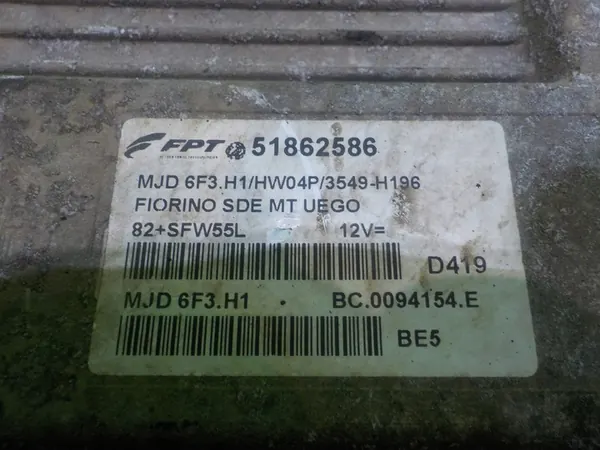 FPT 51862586
MJD 6F3.H1/HW04P/3549-H196
FIORINO SDE MT UEGO
82+SFW55L - 12V=
D419
MJD 6F3.H1 . BC.0094154.E
BE5